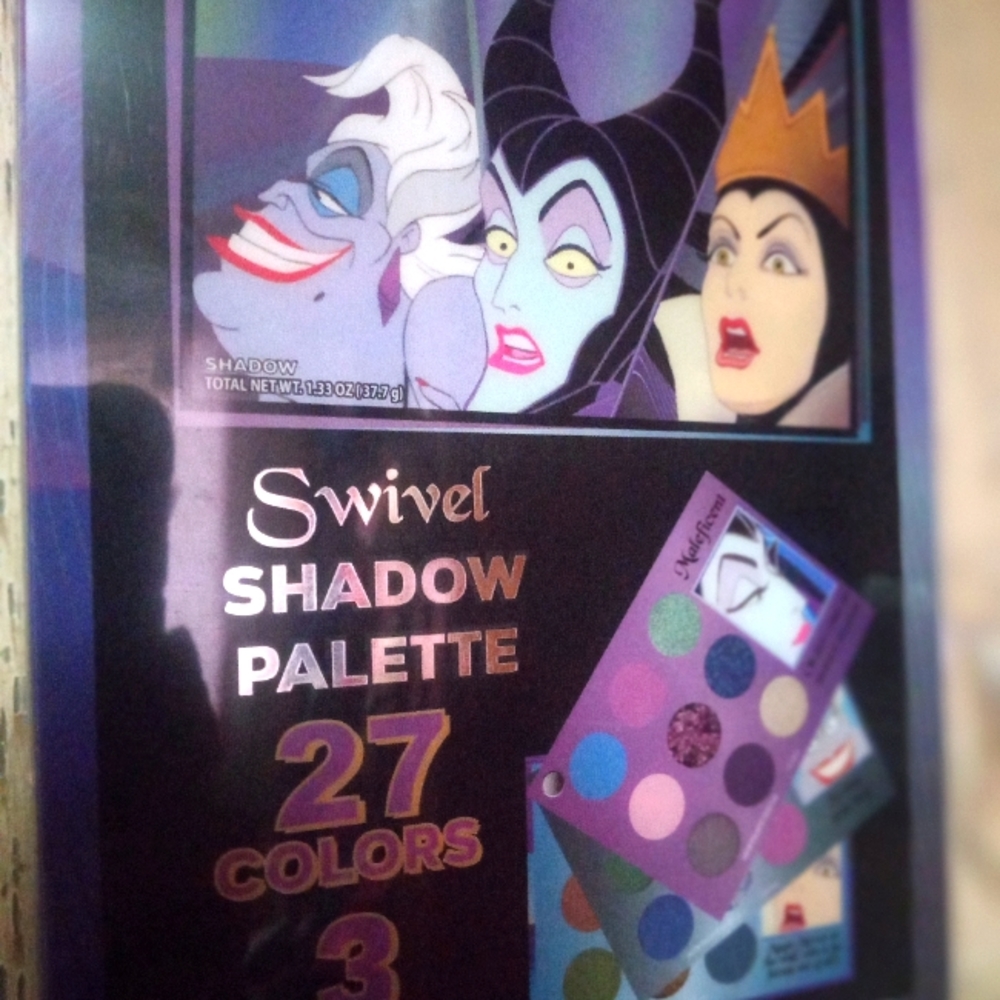 SHADOW
TOTAL NET WT. 1.33 OZ (37.7 g)
Swivel
SHADOW
PALETTE
27
COLORS
3
Maleficent